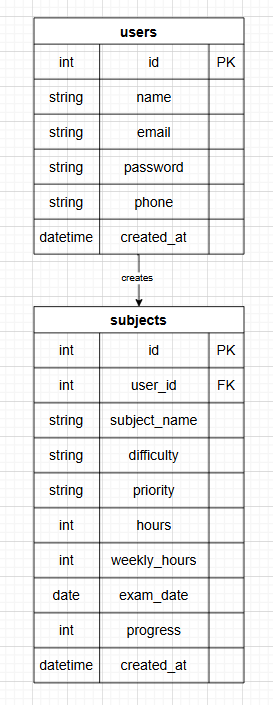 users
int id PK
string name
string email
string password
string phone
datetime created_at
creates
subjects
int id PK
int user_id FK
string subject_name
string difficulty
string priority
int hours
int weekly_hours
date exam_date
int progress
datetime created_at